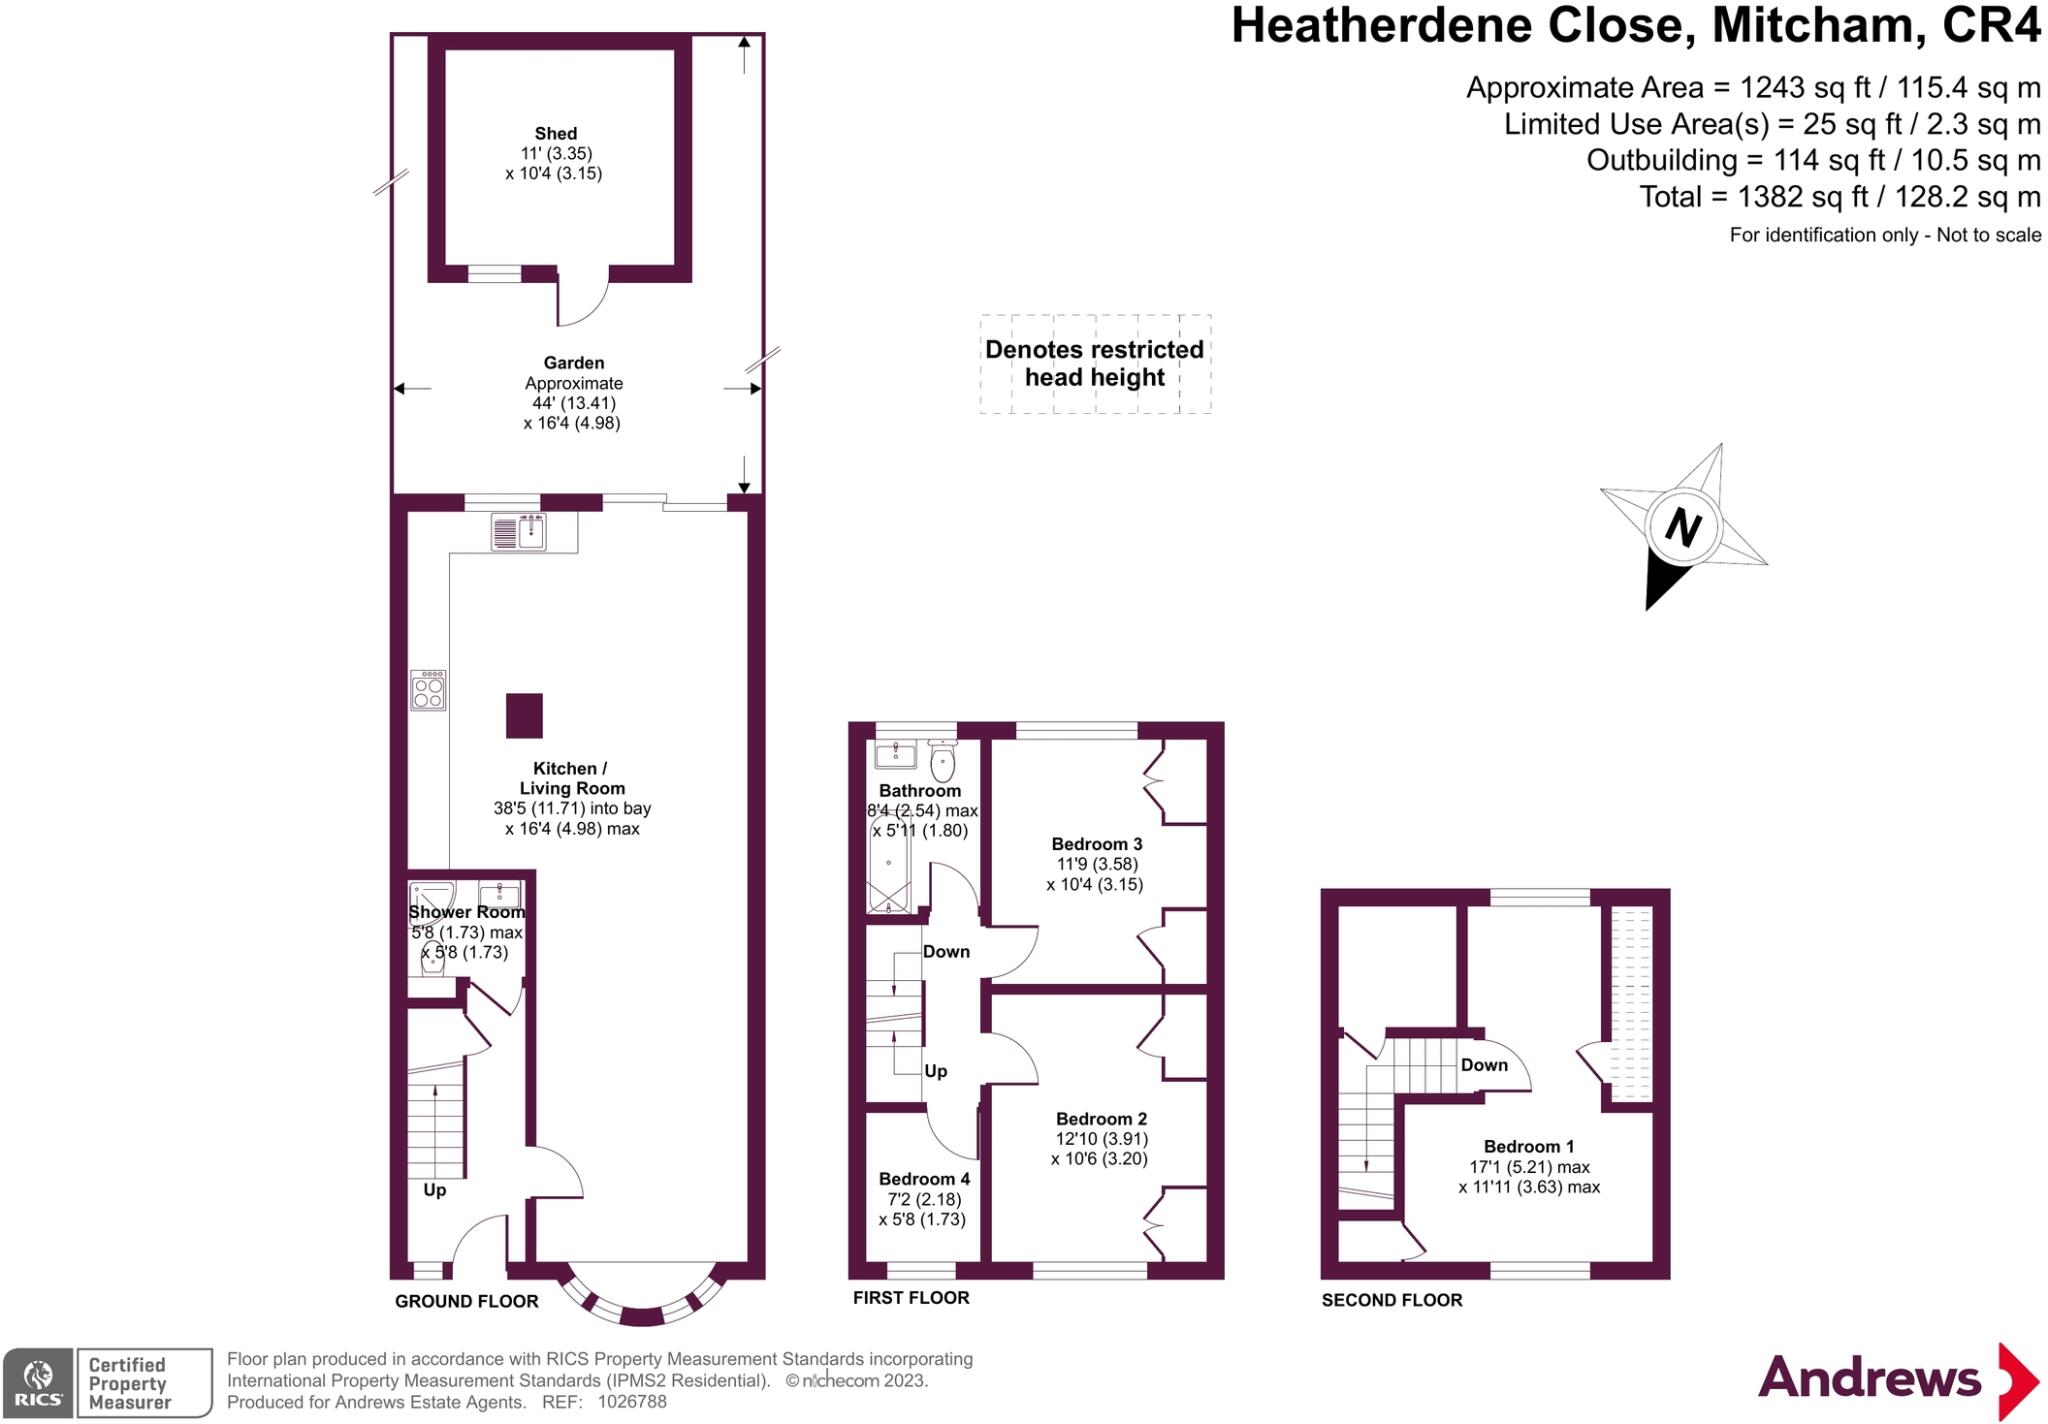 Heatherdene Close, Mitcham, CR4
Approximate Area = 1243 sq ft / 115.4 sq m
Limited Use Area(s) = 25 sq ft / 2.3 sq m
Outbuilding = 114 sq ft / 10.5 sq m
Total = 1382 sq ft / 128.2 sq m
For identification only - Not to scale
Shed
11' (3.35)
x 10'4 (3.15)
Garden
Approximate
44' (13.41)
x 16'4 (4.98)
Denotes restricted
head height
N
Kitchen /
Living Room
38'5 (11.71) into bay
x 16'4 (4.98) max
Shower Room
5'8 (1.73) max
x 5'8 (1.73)
Up
GROUND FLOOR
Bathroom
8'4 (2.54) max
x 5'11 (1.80)
Bedroom 3
11'9 (3.58)
x 10'4 (3.15)
Down
Up
Bedroom 2
12'10 (3.91)
x 10'6 (3.20)
Bedroom 4
7'2 (2.18)
x 5'8 (1.73)
FIRST FLOOR
Down
Bedroom 1
17'1 (5.21) max
x 11'11 (3.63) max
SECOND FLOOR
RICS
Certified
Property
Measurer
Floor plan produced in accordance with RICS Property Measurement Standards incorporating
International Property Measurement Standards (IPMS2 Residential). © nichecom 2023.
Produced for Andrews Estate Agents. REF: 1026788
Andrews